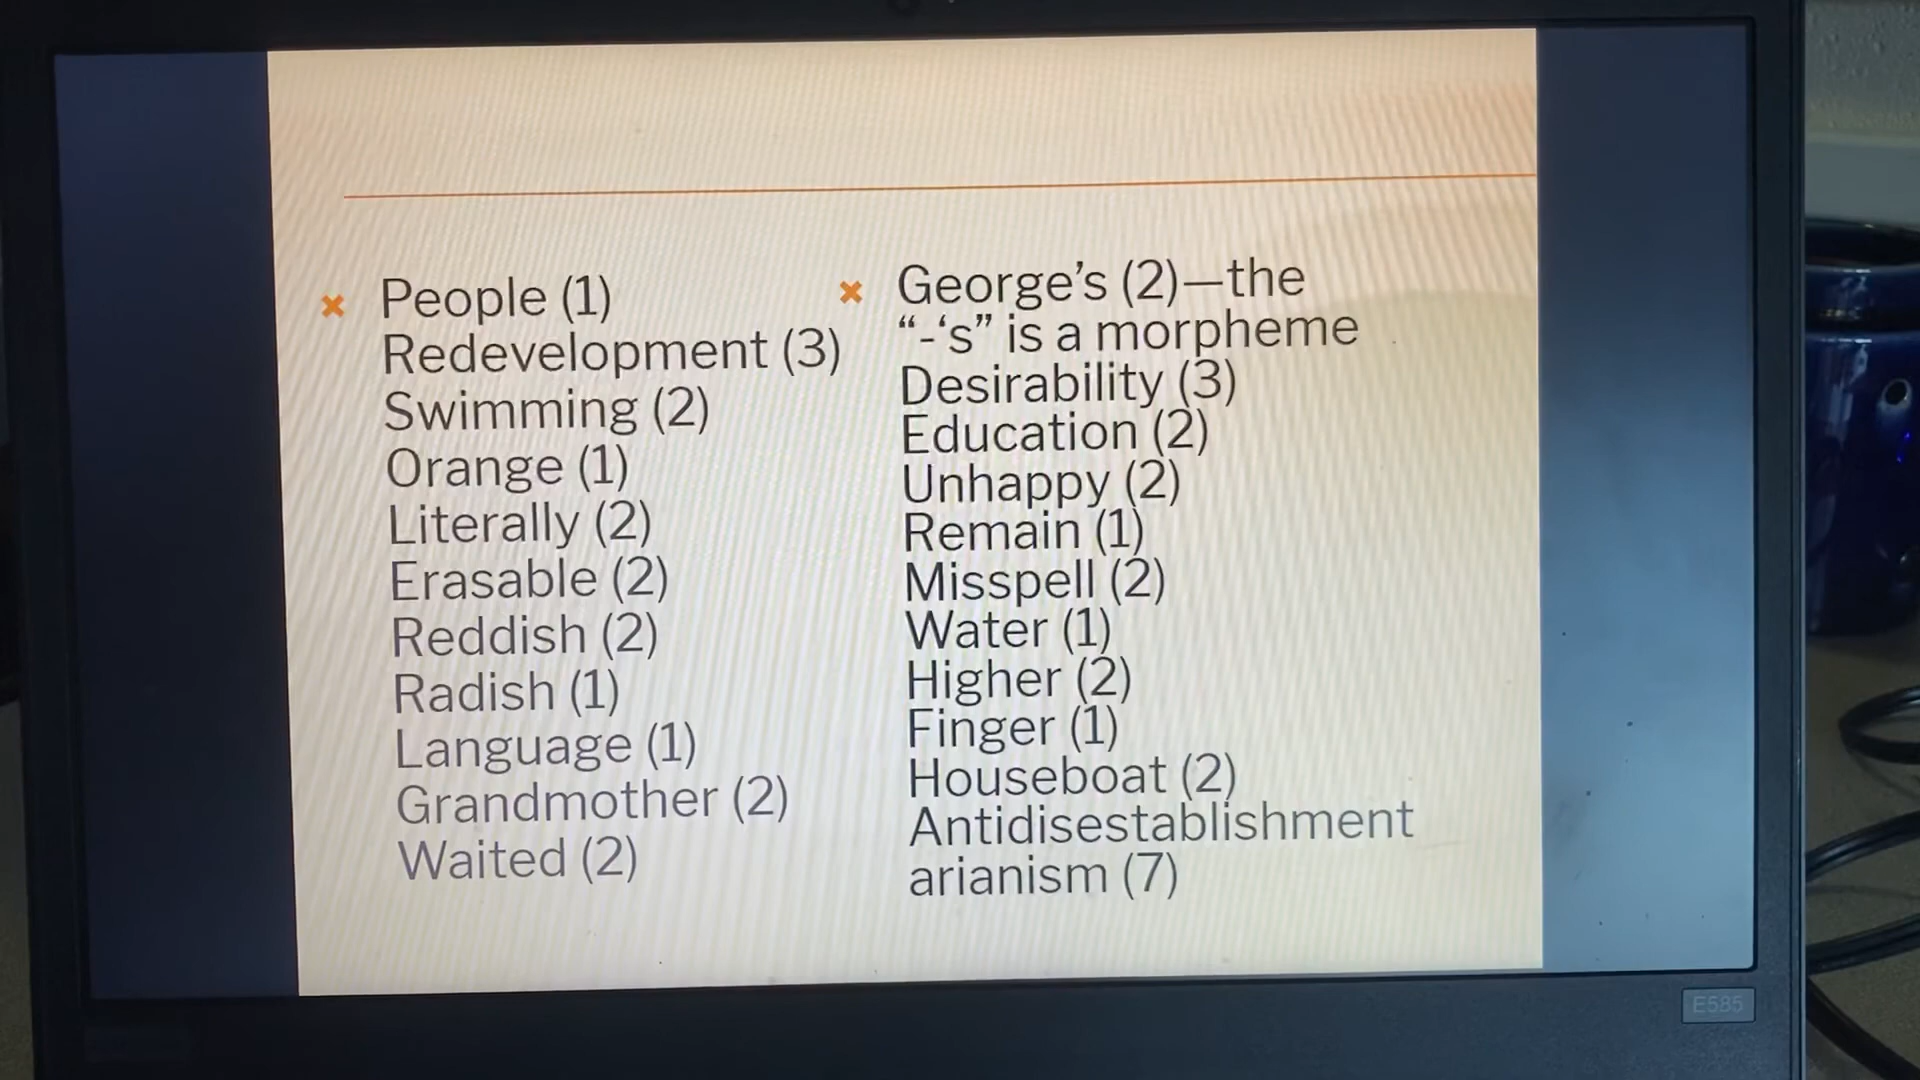 People (1)
Redevelopment (3)
Swimming (2)
Orange (1)
Literally (2)
Erasable (2)
Reddish (2)
Radish (1)
Language (1)
Grandmother (2)
Waited (2)
George’s (2)—the
“-‘s” is a morpheme
Desirability (3)
Education (2)
Unhappy (2)
Remain (1)
Misspell (2)
Water (1)
Higher (2)
Finger (1)
Houseboat (2)
Antidisestablishment
arianism (7)
E585